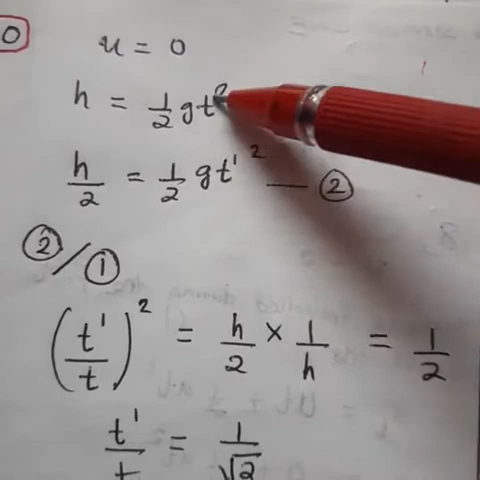 0
u = 0
h = 1/2 gt²
h/2 = 1/2 gt'² — ②
②/①
(t'/t)² = h/2 × 1/h = 1/2
t'/t = 1/√2